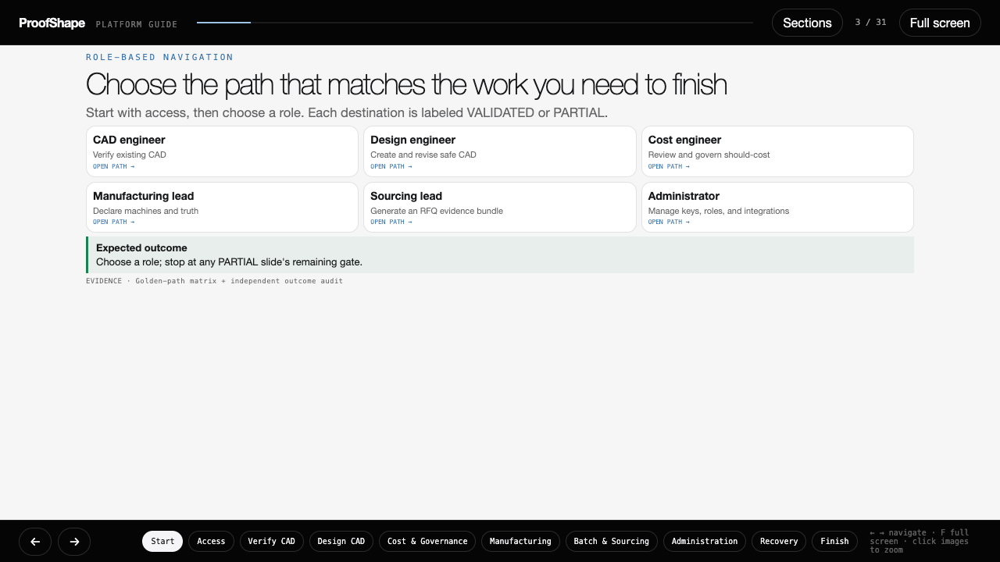 ProofShape PLATFORM GUIDE
Sections
3 / 31
Full screen
ROLE-BASED NAVIGATION
Choose the path that matches the work you need to finish
Start with access, then choose a role. Each destination is labeled VALIDATED or PARTIAL.
CAD engineer
Verify existing CAD
OPEN PATH →
Design engineer
Create and revise safe CAD
OPEN PATH →
Cost engineer
Review and govern should-cost
OPEN PATH →
Manufacturing lead
Declare machines and truth
OPEN PATH →
Sourcing lead
Generate an RFQ evidence bundle
OPEN PATH →
Administrator
Manage keys, roles, and integrations
OPEN PATH →
Expected outcome
Choose a role; stop at any PARTIAL slide's remaining gate.
EVIDENCE · Golden-path matrix + independent outcome audit
← →
Start
Access
Verify CAD
Design CAD
Cost & Governance
Manufacturing
Batch & Sourcing
Administration
Recovery
Finish
← → navigate · F full
screen · click images
to zoom